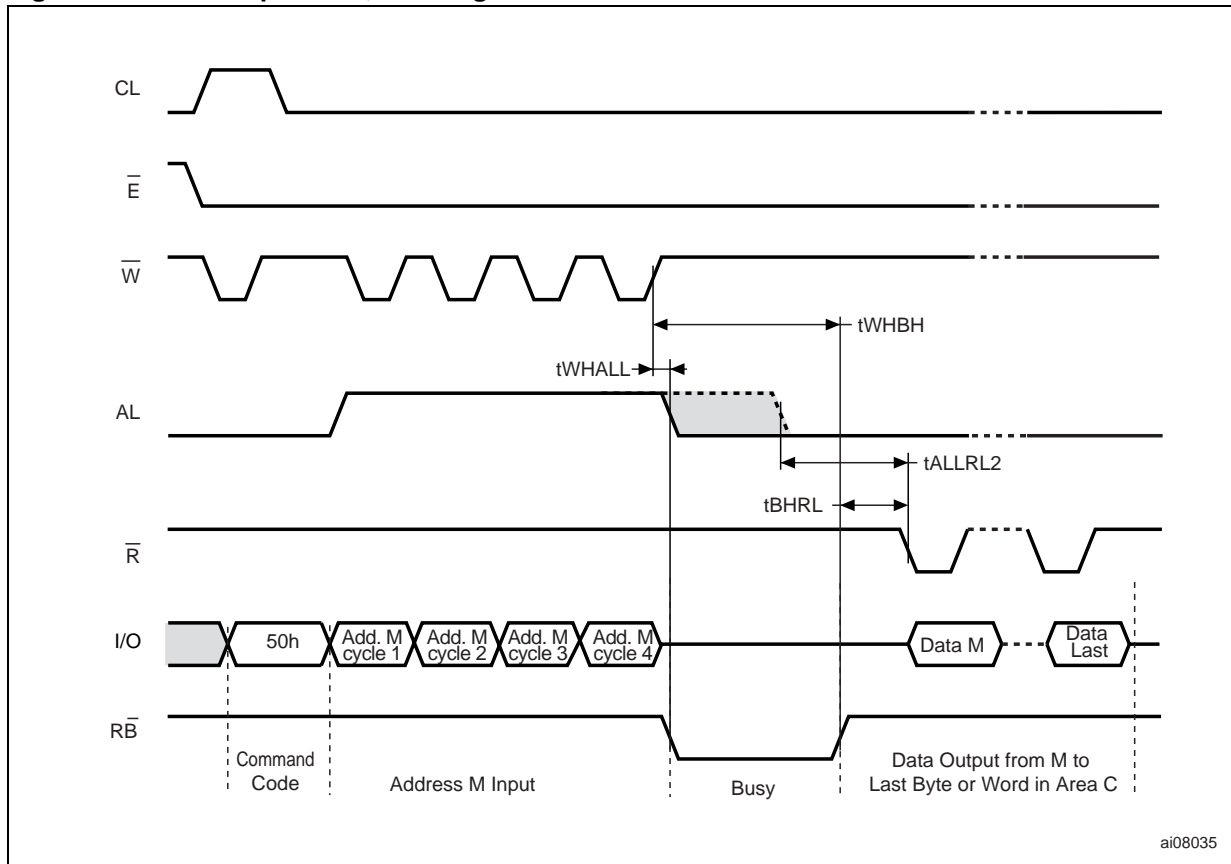 CL
E
W
tWHBH
tWHALL
AL
tALLRL2
tBHRL
R
I/O
50h
Add. M
cycle 1
Add. M
cycle 2
Add. M
cycle 3
Add. M
cycle 4
Data M
Data
Last
RB
Command
Code
Address M Input
Busy
Data Output from M to
Last Byte or Word in Area C
ai08035